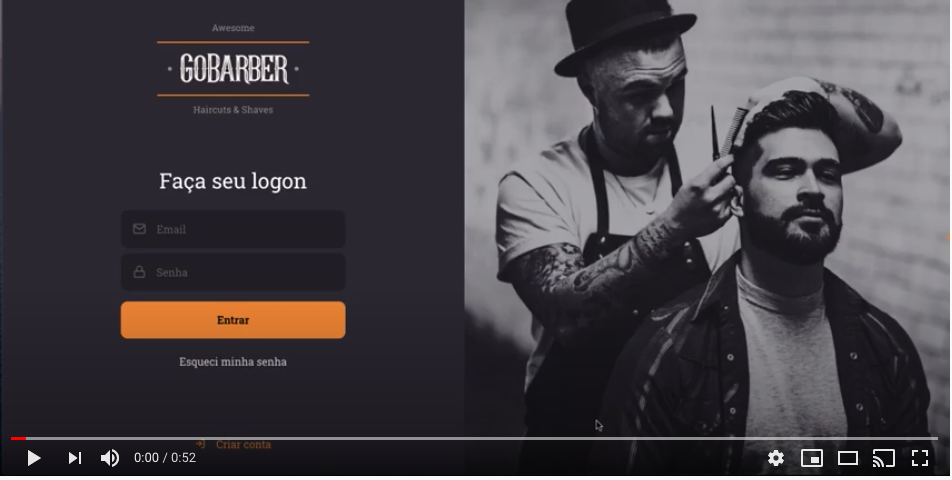 Awesome
GOBARBER
Haircuts & Shaves
Faça seu logon
Email
Senha
Entrar
Esqueci minha senha
Criar conta
0:00 / 0:52